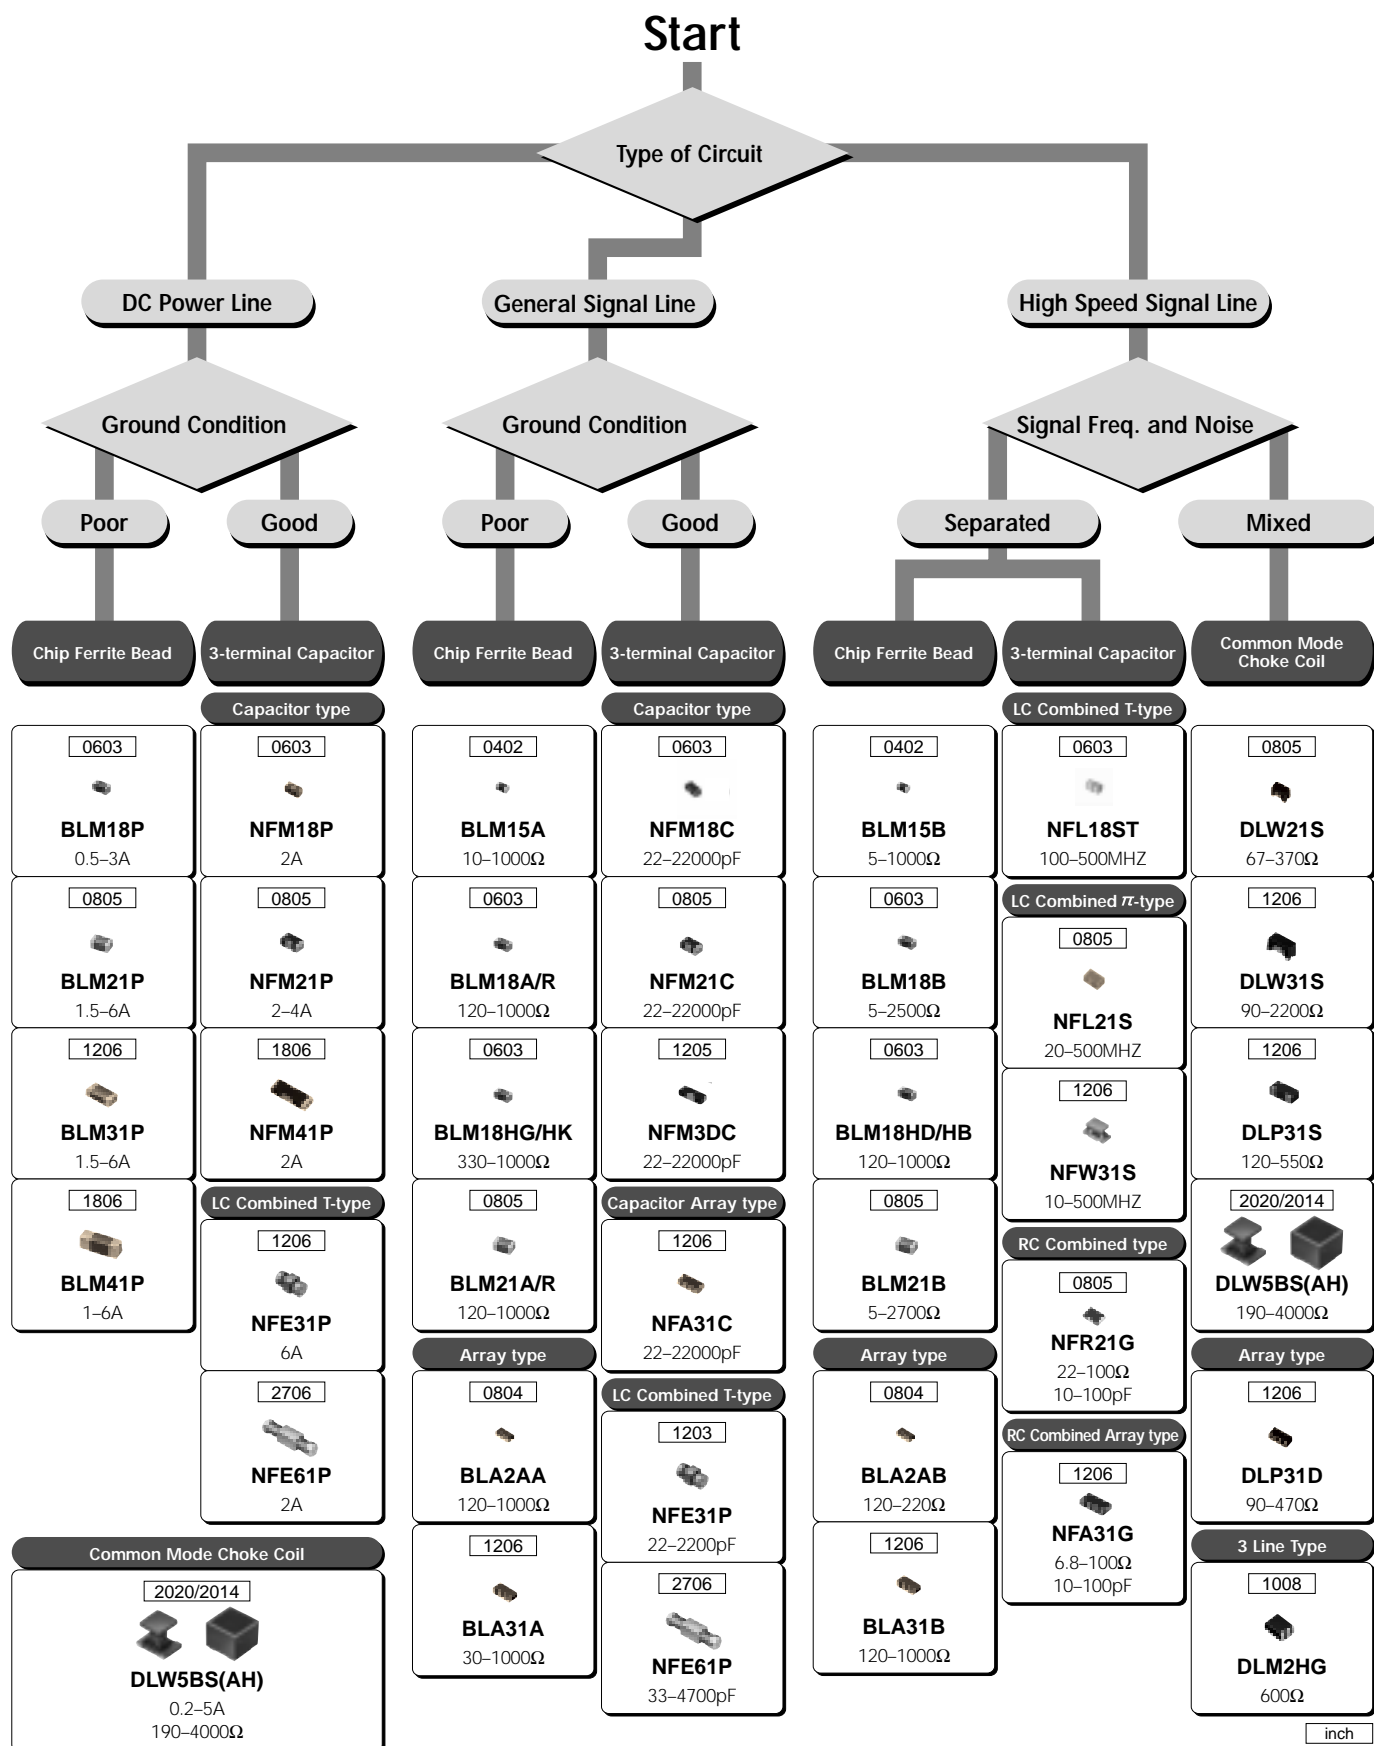 Start
Type of Circuit
DC Power Line
General Signal Line
High Speed Signal Line
Ground Condition
Ground Condition
Signal Freq. and Noise
Poor
Good
Poor
Good
Separated
Mixed
Chip Ferrite Bead
0603
BLM18P
0.5–3A
0805
BLM21P
1.5–6A
1206
BLM31P
1.5–6A
1806
BLM41P
1–6A
3-terminal Capacitor
Capacitor type
0603
NFM18P
2A
0805
NFM21P
2–4A
1806
NFM41P
2A
LC Combined T-type
1206
NFE31P
6A
2706
NFE61P
2A
Common Mode Choke Coil
2020/2014
DLW5BS(AH)
0.2–5A
190–4000Ω
Chip Ferrite Bead
0402
BLM15A
10–1000Ω
0603
BLM18A/R
120–1000Ω
0603
BLM18HG/HK
330–1000Ω
0805
BLM21A/R
120–1000Ω
Array type
0804
BLA2AA
120–1000Ω
1206
BLA31A
30–1000Ω
3-terminal Capacitor
Capacitor type
0603
NFM18C
22–22000pF
0805
NFM21C
22–22000pF
1205
NFM3DC
22–22000pF
Capacitor Array type
1206
NFA31C
22–22000pF
LC Combined T-type
1203
NFE31P
22–2200pF
2706
NFE61P
33–4700pF
Chip Ferrite Bead
0402
BLM15B
5–1000Ω
0603
BLM18B
5–2500Ω
0603
BLM18HD/HB
120–1000Ω
0805
BLM21B
5–2700Ω
Array type
0804
BLA2AB
120–220Ω
1206
BLA31B
120–1000Ω
3-terminal Capacitor
LC Combined T-type
0603
NFL18ST
100–500MHZ
LC Combined π-type
0805
NFL21S
20–500MHZ
1206
NFW31S
10–500MHZ
RC Combined type
0805
NFR21G
22–100Ω
10–100pF
RC Combined Array type
1206
NFA31G
6.8–100Ω
10–100pF
Common Mode
Choke Coil
0805
DLW21S
67–370Ω
1206
DLW31S
90–2200Ω
1206
DLP31S
120–550Ω
2020/2014
DLW5BS(AH)
190–4000Ω
Array type
1206
DLP31D
90–470Ω
3 Line Type
1008
DLM2HG
600Ω
inch